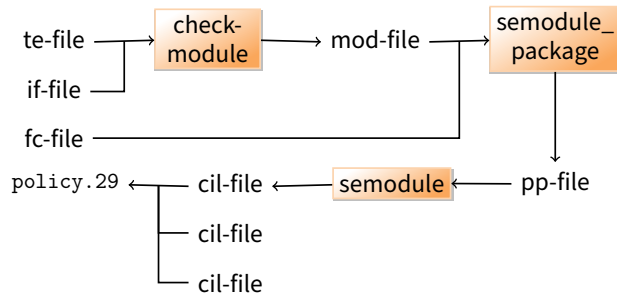 te-file
check-
module
mod-file
semodule_
package
if-file
fc-file
policy.29
cil-file
semodule
pp-file
cil-file
cil-file